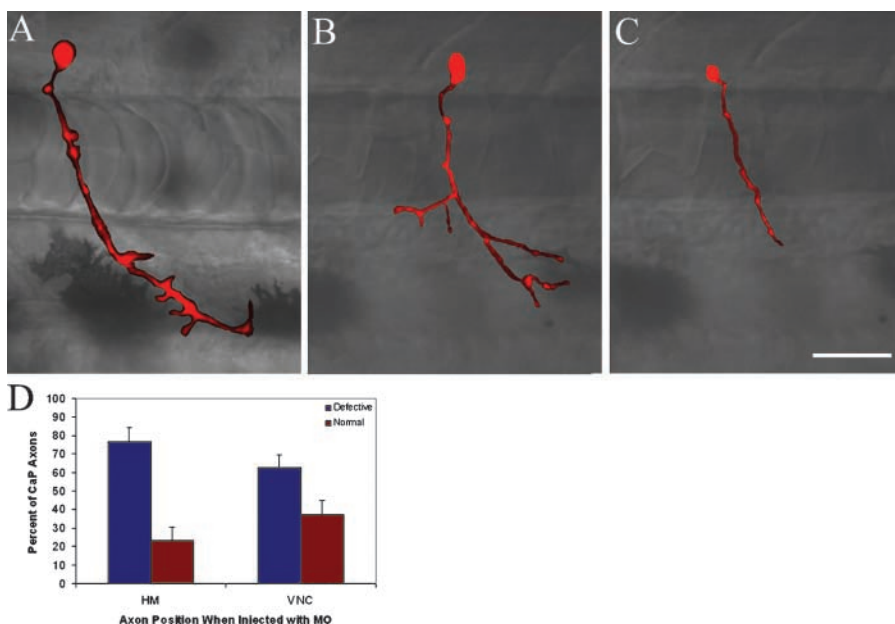 A
B
C
D
100
90
80
70
60
50
40
30
20
10
0
Percent of CaP Axons
Defective
Normal
HM
VNC
Axon Position When Injected with MO